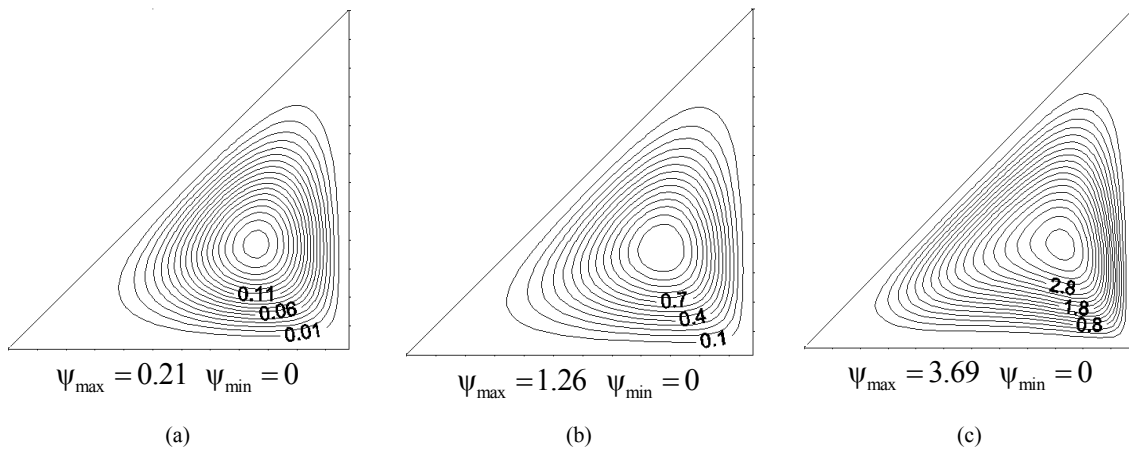 0.11
0.06
0.01
0.7
0.4
0.1
2.8
1.8
0.8
ψmax = 0.21 ψmin = 0
ψmax = 1.26 ψmin = 0
ψmax = 3.69 ψmin = 0
(a)
(b)
(c)